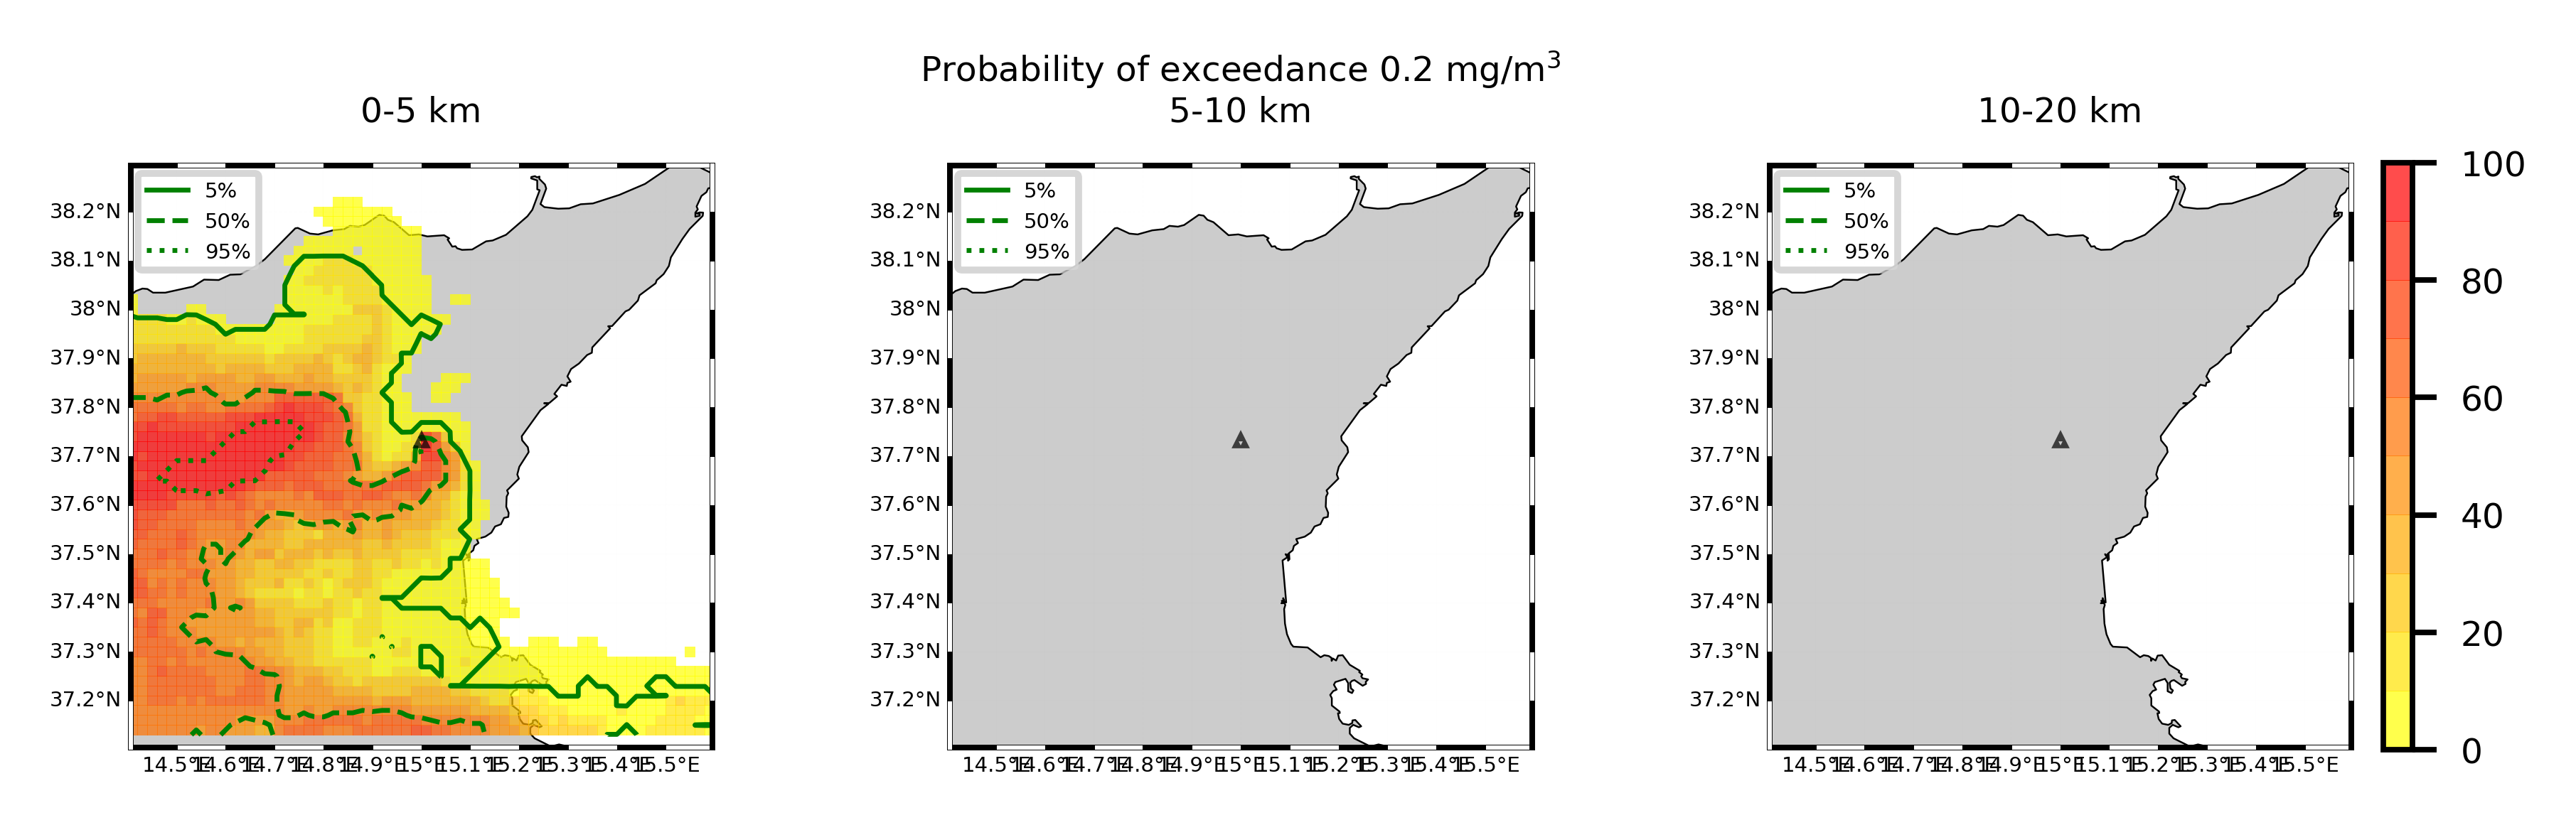 Probability of exceedance 0.2 mg/m³
0-5 km
5-10 km
10-20 km
5%
50%
95%
38.2°N
38.1°N
38°N
37.9°N
37.8°N
37.7°N
37.6°N
37.5°N
37.4°N
37.3°N
37.2°N
14.5°E 14.6°E 14.7°E 14.8°E 14.9°E 15°E 15.1°E 15.2°E 15.3°E 15.4°E 15.5°E
5%
50%
95%
38.2°N
38.1°N
38°N
37.9°N
37.8°N
37.7°N
37.6°N
37.5°N
37.4°N
37.3°N
37.2°N
14.5°E 14.6°E 14.7°E 14.8°E 14.9°E 15°E 15.1°E 15.2°E 15.3°E 15.4°E 15.5°E
5%
50%
95%
38.2°N
38.1°N
38°N
37.9°N
37.8°N
37.7°N
37.6°N
37.5°N
37.4°N
37.3°N
37.2°N
14.5°E 14.6°E 14.7°E 14.8°E 14.9°E 15°E 15.1°E 15.2°E 15.3°E 15.4°E 15.5°E
100
80
60
40
20
0